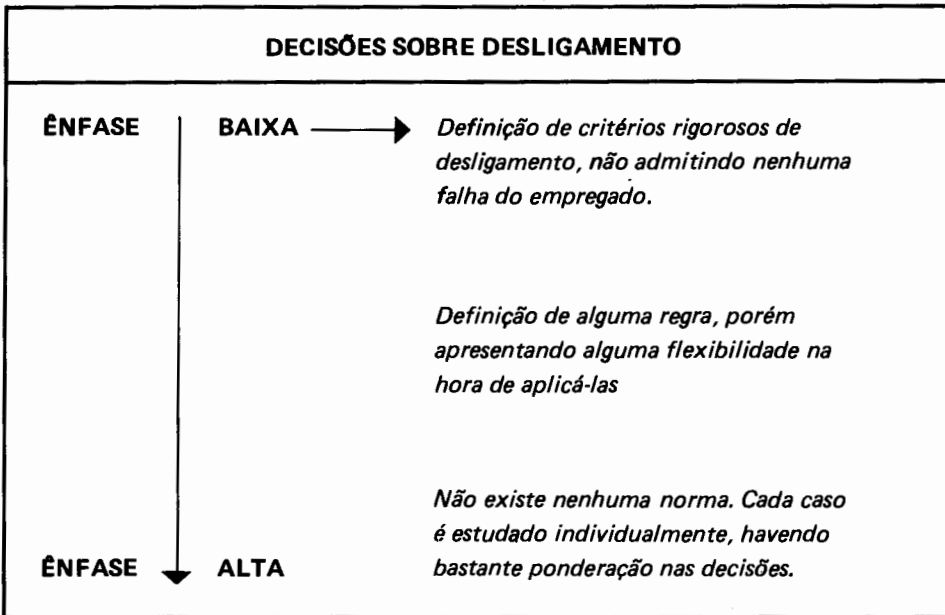 DECISÕES SOBRE DESLIGAMENTO
ÊNFASE BAIXA Definição de critérios rigorosos de
desligamento, não admitindo nenhuma
falha do empregado.
Definição de alguma regra, porém
apresentando alguma flexibilidade na
hora de aplicá-las
Não existe nenhuma norma. Cada caso
é estudado individualmente, havendo
ÊNFASE ALTA bastante ponderação nas decisões.